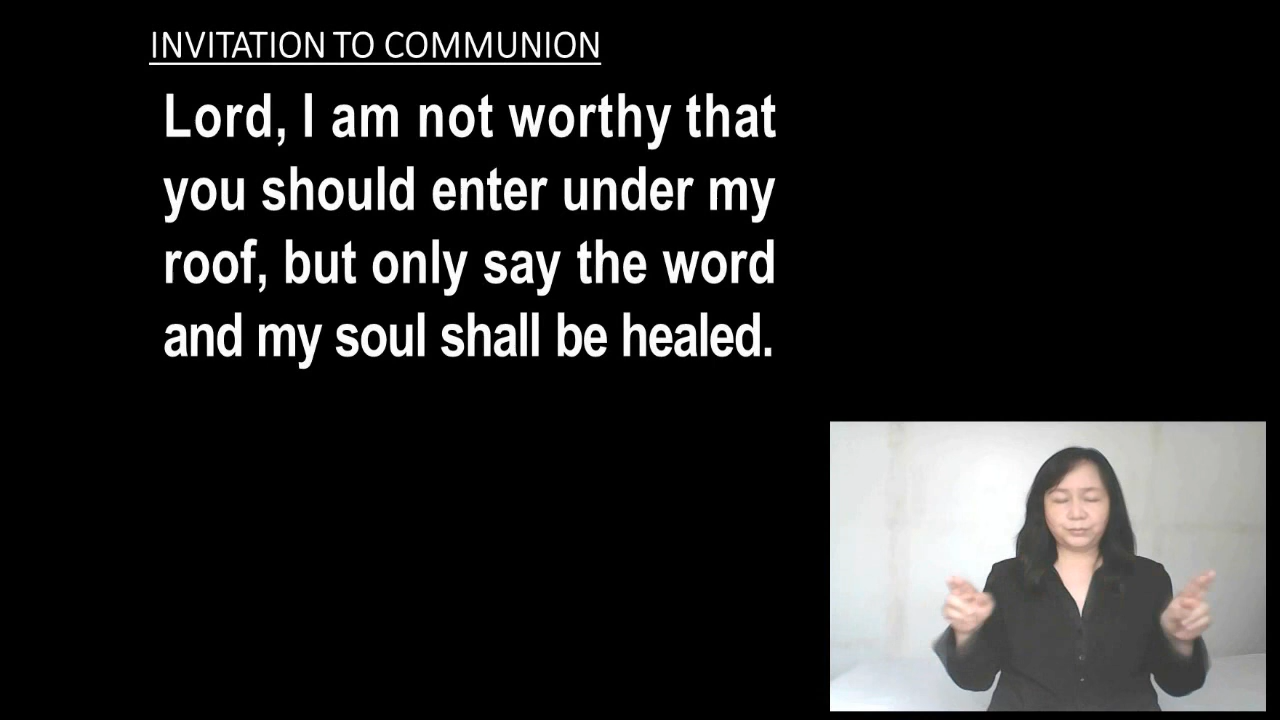 INVITATION TO COMMUNION
Lord, I am not worthy that
you should enter under my
roof, but only say the word
and my soul shall be healed.